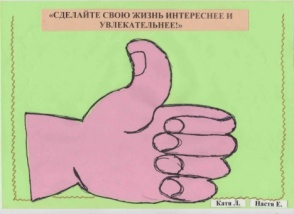 «СДЕЛАЙТЕ СВОЮ ЖИЗНЬ ИНТЕРЕСНЕЕ И
УВЛЕКАТЕЛЬНЕЕ!»
Катя Л. Настя Е.